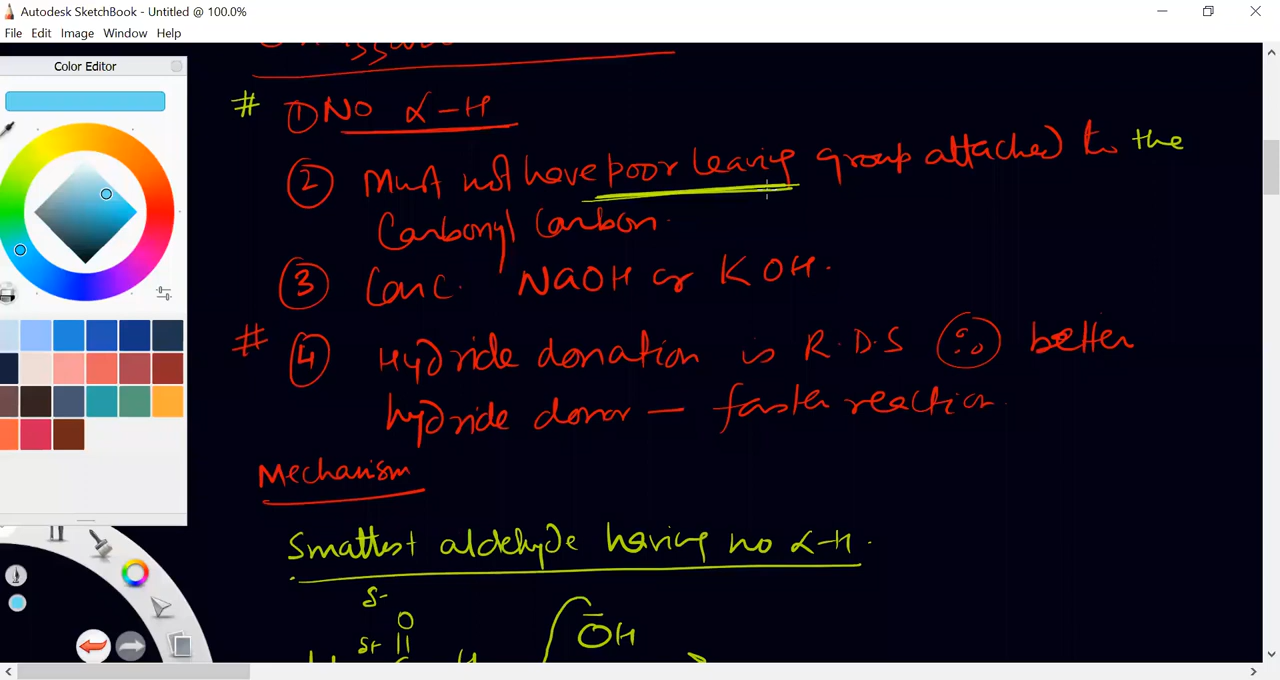 Autodesk SketchBook - Untitled @ 100.0%
File Edit Image Window Help
Color Editor
# ① No α-H
② Must not have poor leaving group attached to the
Carbonyl Carbon.
③ Conc. NaOH or KOH.
# ④ Hydride donation is R.D.S ∴ better
hydride donor — faster reaction
Mechanism
Smallest aldehyde having no α-H.
δ-
O
δ+
ŌH